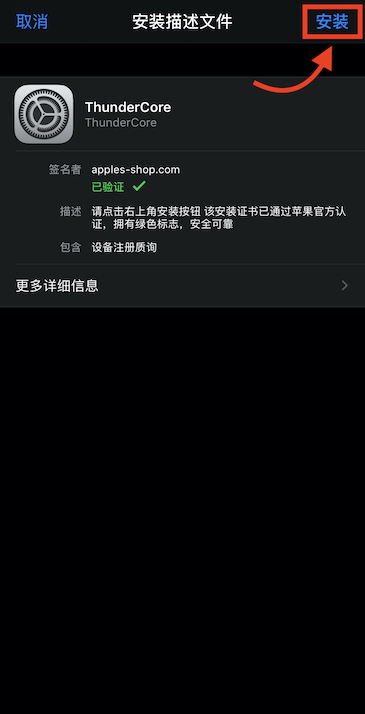 取消 安装描述文件 安装
ThunderCore
ThunderCore
签名者 apples-shop.com
已验证
描述 请点击右上角安装按钮 该安装证书已通过苹果官方认
证，拥有绿色标志，安全可靠
包含 设备注册质询
更多详细信息